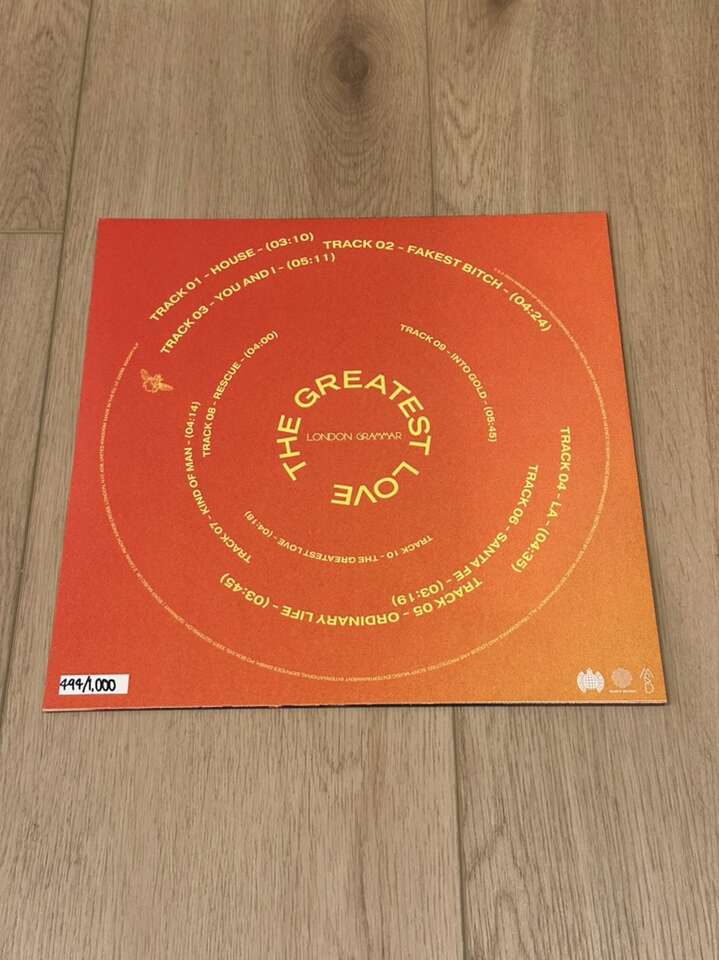 TRACK 01 - HOUSE - (03:10)
TRACK 02 - FAKEST BITCH - (04:24)
TRACK 03 - YOU AND I - (05:11)
TRACK 04 - LA - (04:35)
TRACK 05 - ORDINARY LIFE - (03:45)
TRACK 06 - SANTA FE - (03:19)
TRACK 07 - KIND OF MAN - (04:14)
TRACK 08 - RESCUE - (04:00)
TRACK 09 - INTO GOLD - (05:45)
TRACK 10 - THE GREATEST LOVE - (04:18)
THE GREATEST LOVE
LONDON GRAMMAR
494/1,000